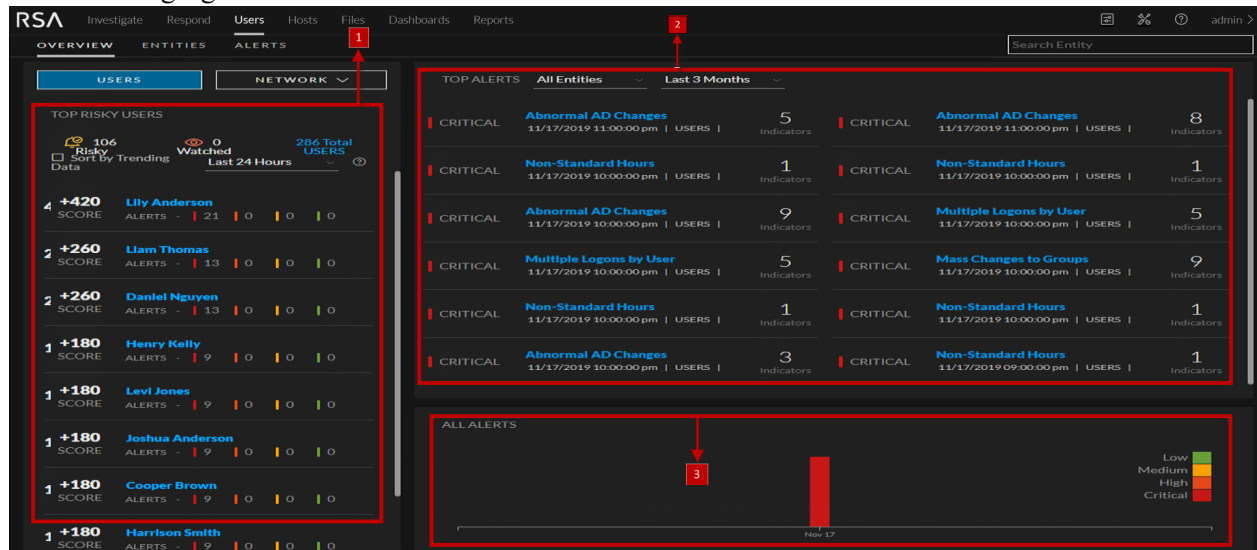 RSA Investigate Respond Users Hosts Files Dashboards Reports admin >
OVERVIEW ENTITIES ALERTS
Search Entity
1
2
USERS
NETWORK
TOP RISKY USERS
106 Risky
0 Watched
286 Total USERS
Sort by Trending Data
Last 24 Hours
+420 SCORE Lily Anderson
ALERTS - 21 0 0 0
+260 SCORE Liam Thomas
ALERTS - 13 0 0 0
+260 SCORE Daniel Nguyen
ALERTS - 13 0 0 0
+180 SCORE Henry Kelly
ALERTS - 9 0 0 0
+180 SCORE Levi Jones
ALERTS - 9 0 0 0
+180 SCORE Joshua Anderson
ALERTS - 9 0 0 0
+180 SCORE Cooper Brown
ALERTS - 9 0 0 0
+180 SCORE Harrison Smith
ALERTS - 9 0 0 0
TOP ALERTS All Entities Last 3 Months
CRITICAL Abnormal AD Changes 5
11/17/2019 11:00:00 pm | USERS | Indicators
CRITICAL Abnormal AD Changes 8
11/17/2019 11:00:00 pm | USERS | Indicators
CRITICAL Non-Standard Hours 1
11/17/2019 10:00:00 pm | USERS | Indicators
CRITICAL Non-Standard Hours 1
11/17/2019 10:00:00 pm | USERS | Indicators
CRITICAL Abnormal AD Changes 9
11/17/2019 10:00:00 pm | USERS | Indicators
CRITICAL Multiple Logons by User 5
11/17/2019 10:00:00 pm | USERS | Indicators
CRITICAL Multiple Logons by User 5
11/17/2019 10:00:00 pm | USERS | Indicators
CRITICAL Mass Changes to Groups 9
11/17/2019 10:00:00 pm | USERS | Indicators
CRITICAL Non-Standard Hours 1
11/17/2019 10:00:00 pm | USERS | Indicators
CRITICAL Non-Standard Hours 1
11/17/2019 10:00:00 pm | USERS | Indicators
CRITICAL Abnormal AD Changes 3
11/17/2019 10:00:00 pm | USERS | Indicators
CRITICAL Non-Standard Hours 1
11/17/2019 09:00:00 pm | USERS | Indicators
ALL ALERTS
3
Low
Medium
High
Critical
Nov 17